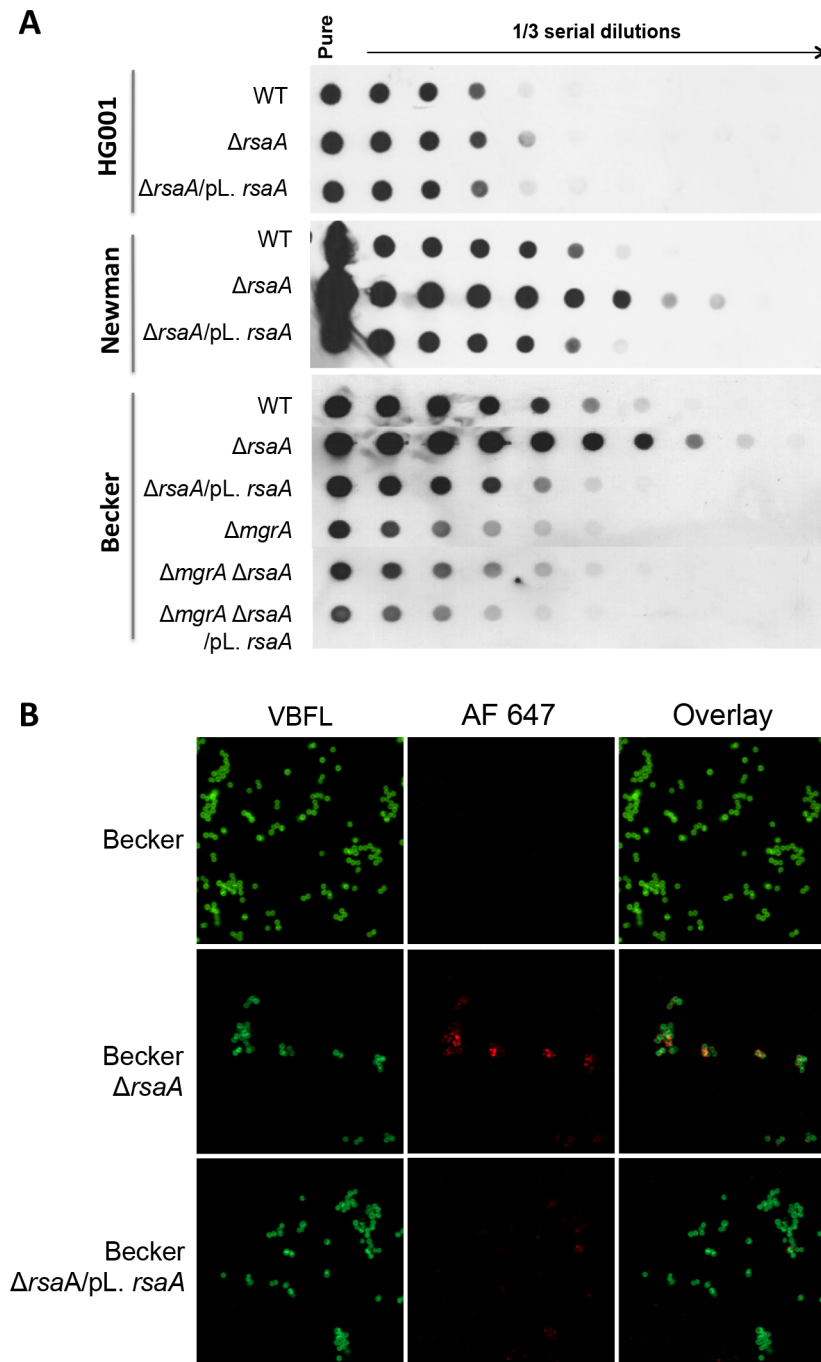 A
Pure
1/3 serial dilutions
HG001
WT
ΔrsaA
ΔrsaA/pL. rsaA
Newman
WT
ΔrsaA
ΔrsaA/pL. rsaA
Becker
WT
ΔrsaA
ΔrsaA/pL. rsaA
ΔmgrA
ΔmgrA ΔrsaA
ΔmgrA ΔrsaA
/pL. rsaA
B
VBFL AF 647 Overlay
Becker
Becker
ΔrsaA
Becker
ΔrsaA/pL. rsaA